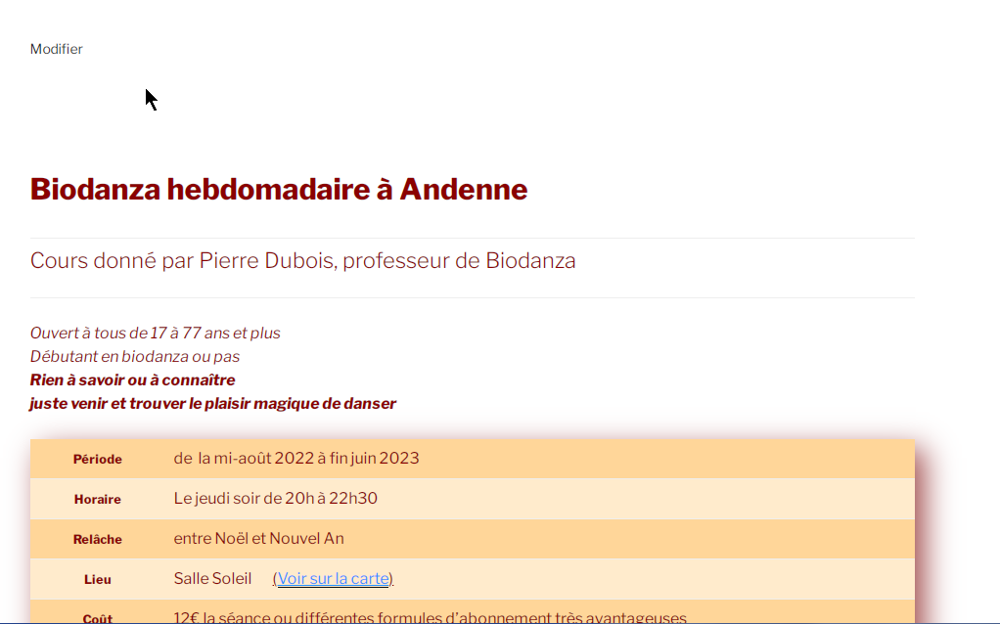 Modifier
Biodanza hebdomadaire à Andenne
Cours donné par Pierre Dubois, professeur de Biodanza
Ouvert à tous de 17 à 77 ans et plus
Débutant en biodanza ou pas
Rien à savoir ou à connaître
juste venir et trouver le plaisir magique de danser
Période de la mi-août 2022 à fin juin 2023
Horaire Le jeudi soir de 20h à 22h30
Relâche entre Noël et Nouvel An
Lieu Salle Soleil (Voir sur la carte)
Coût 12€ la séance ou différentes formules d'abonnement très avantageuses